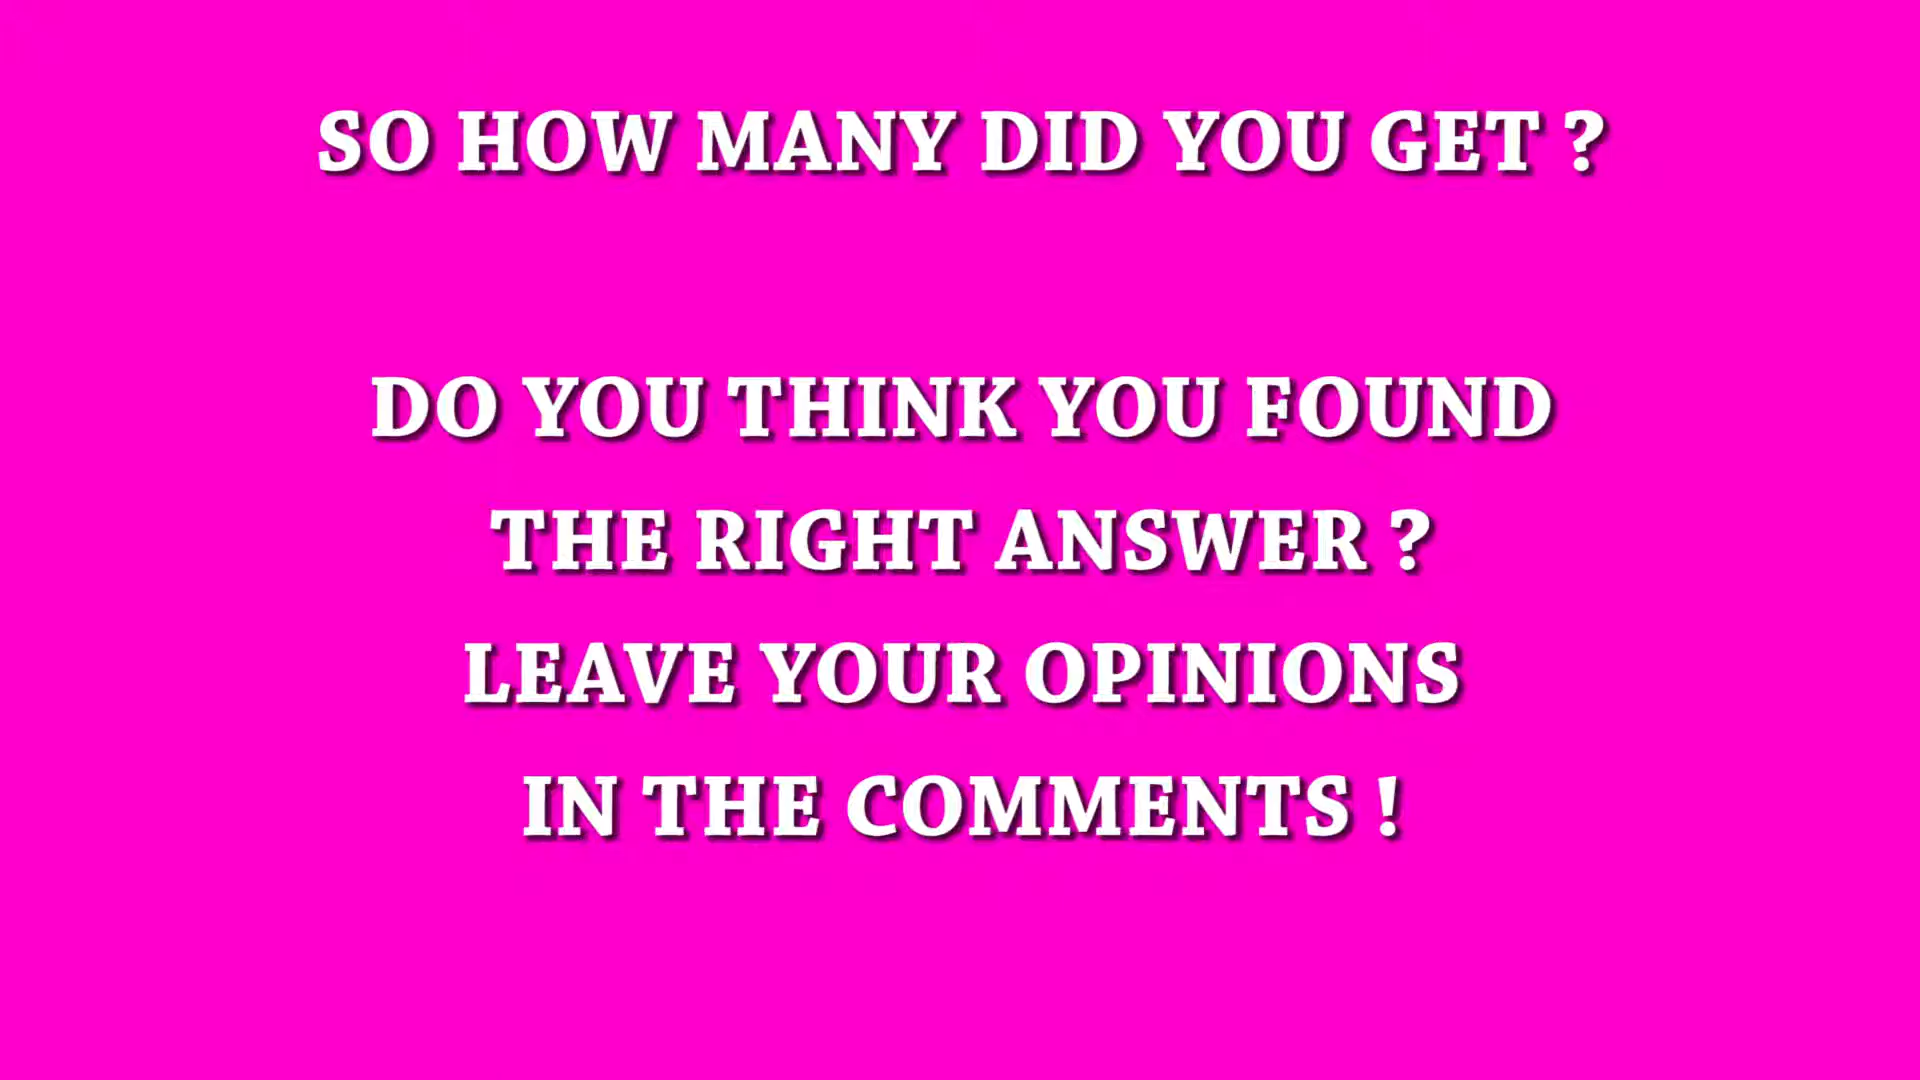 SO HOW MANY DID YOU GET ?
DO YOU THINK YOU FOUND
THE RIGHT ANSWER ?
LEAVE YOUR OPINIONS
IN THE COMMENTS !